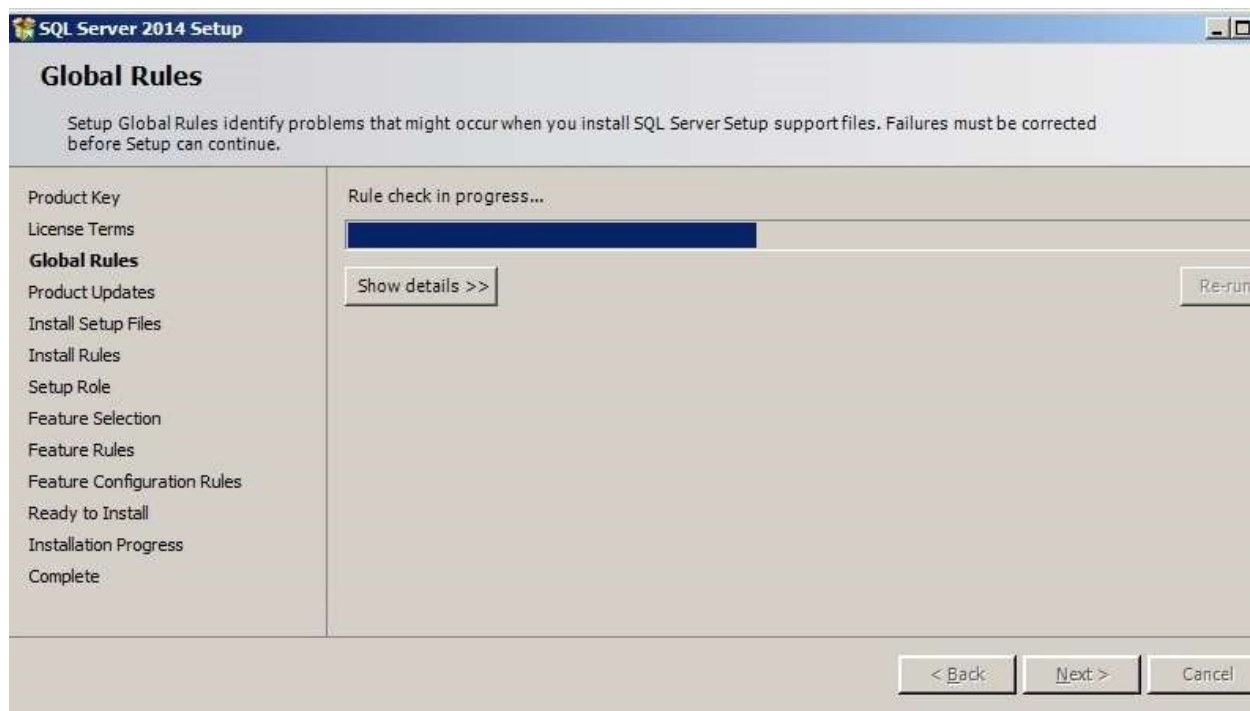 SQL Server 2014 Setup
Global Rules
Setup Global Rules identify problems that might occur when you install SQL Server Setup support files. Failures must be corrected
before Setup can continue.
Product Key
License Terms
Global Rules
Product Updates
Install Setup Files
Install Rules
Setup Role
Feature Selection
Feature Rules
Feature Configuration Rules
Ready to Install
Installation Progress
Complete
Rule check in progress...
Show details >>
Re-run
< Back
Next >
Cancel